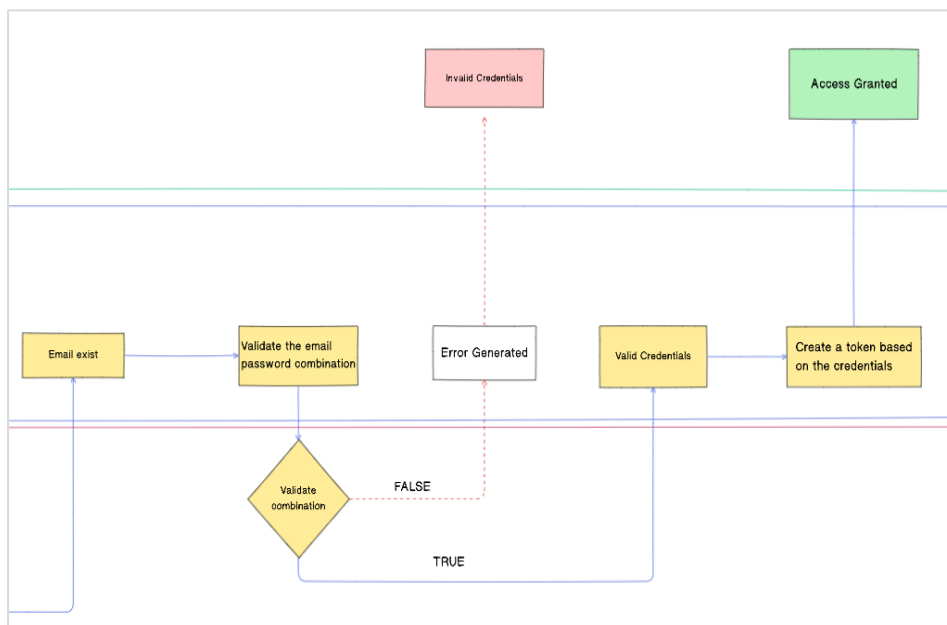 Invalid Credentials
Access Granted
Email exist
Validate the email
password combination
Error Generated
Valid Credentials
Create a token based
on the credentials
Validate
combination
FALSE
TRUE